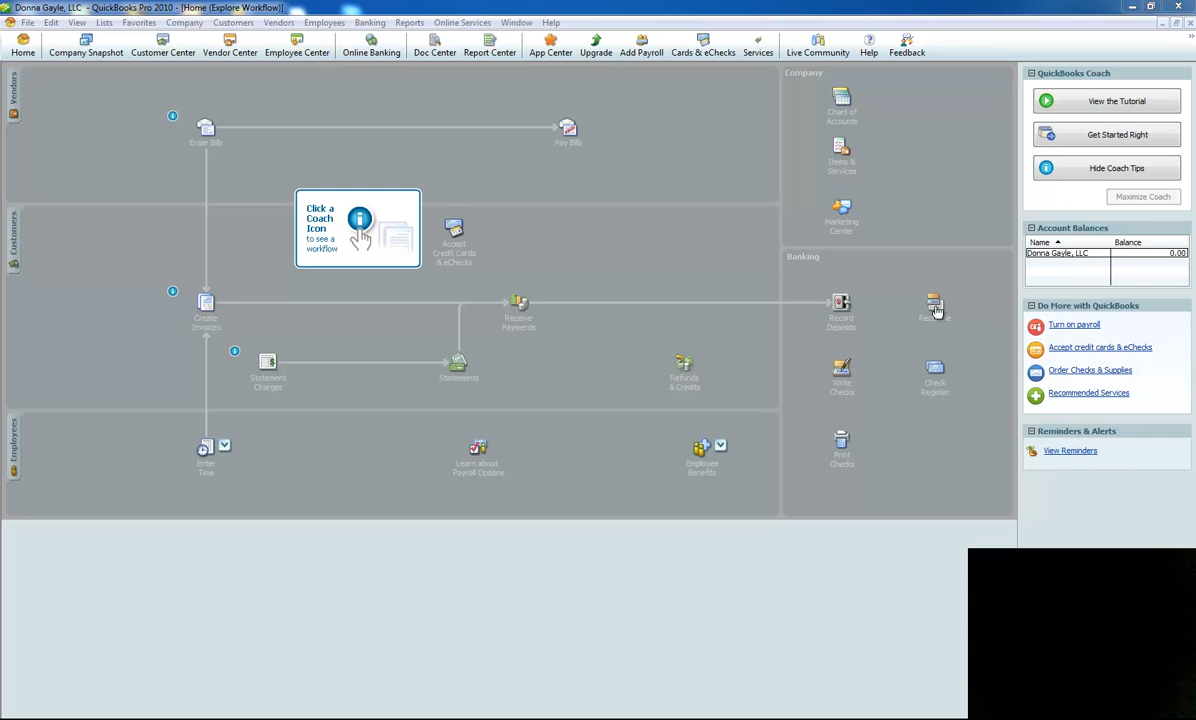 Donna Gayle, LLC - QuickBooks Pro 2010 - [Home (Explore Workflow)]
File Edit View Lists Favorites Company Customers Vendors Employees Banking Reports Online Services Window Help
Home Company Snapshot Customer Center Vendor Center Employee Center Online Banking Doc Center Report Center App Center Upgrade Add Payroll Cards & eChecks Services Live Community Help Feedback
Vendors
Enter Bills
Pay Bills
Customers
Click a
Coach
Icon
to see a
workflow
Accept
Credit Cards
& eChecks
Create
Invoices
Receive
Payments
Statement
Charges
Statements
Refunds
& Credits
Employees
Enter
Time
Learn about
Payroll Options
Employee
Benefits
Company
Chart of
Accounts
Items &
Services
Marketing
Center
Banking
Record
Deposits
Write
Checks
Check
Register
Print
Checks
QuickBooks Coach
View the Tutorial
Get Started Right
Hide Coach Tips
Maximize Coach
Account Balances
Name Balance
Donna Gayle, LLC 0.00
Do More with QuickBooks
Turn on payroll
Accept credit cards & eChecks
Order Checks & Supplies
Recommended Services
Reminders & Alerts
View Reminders